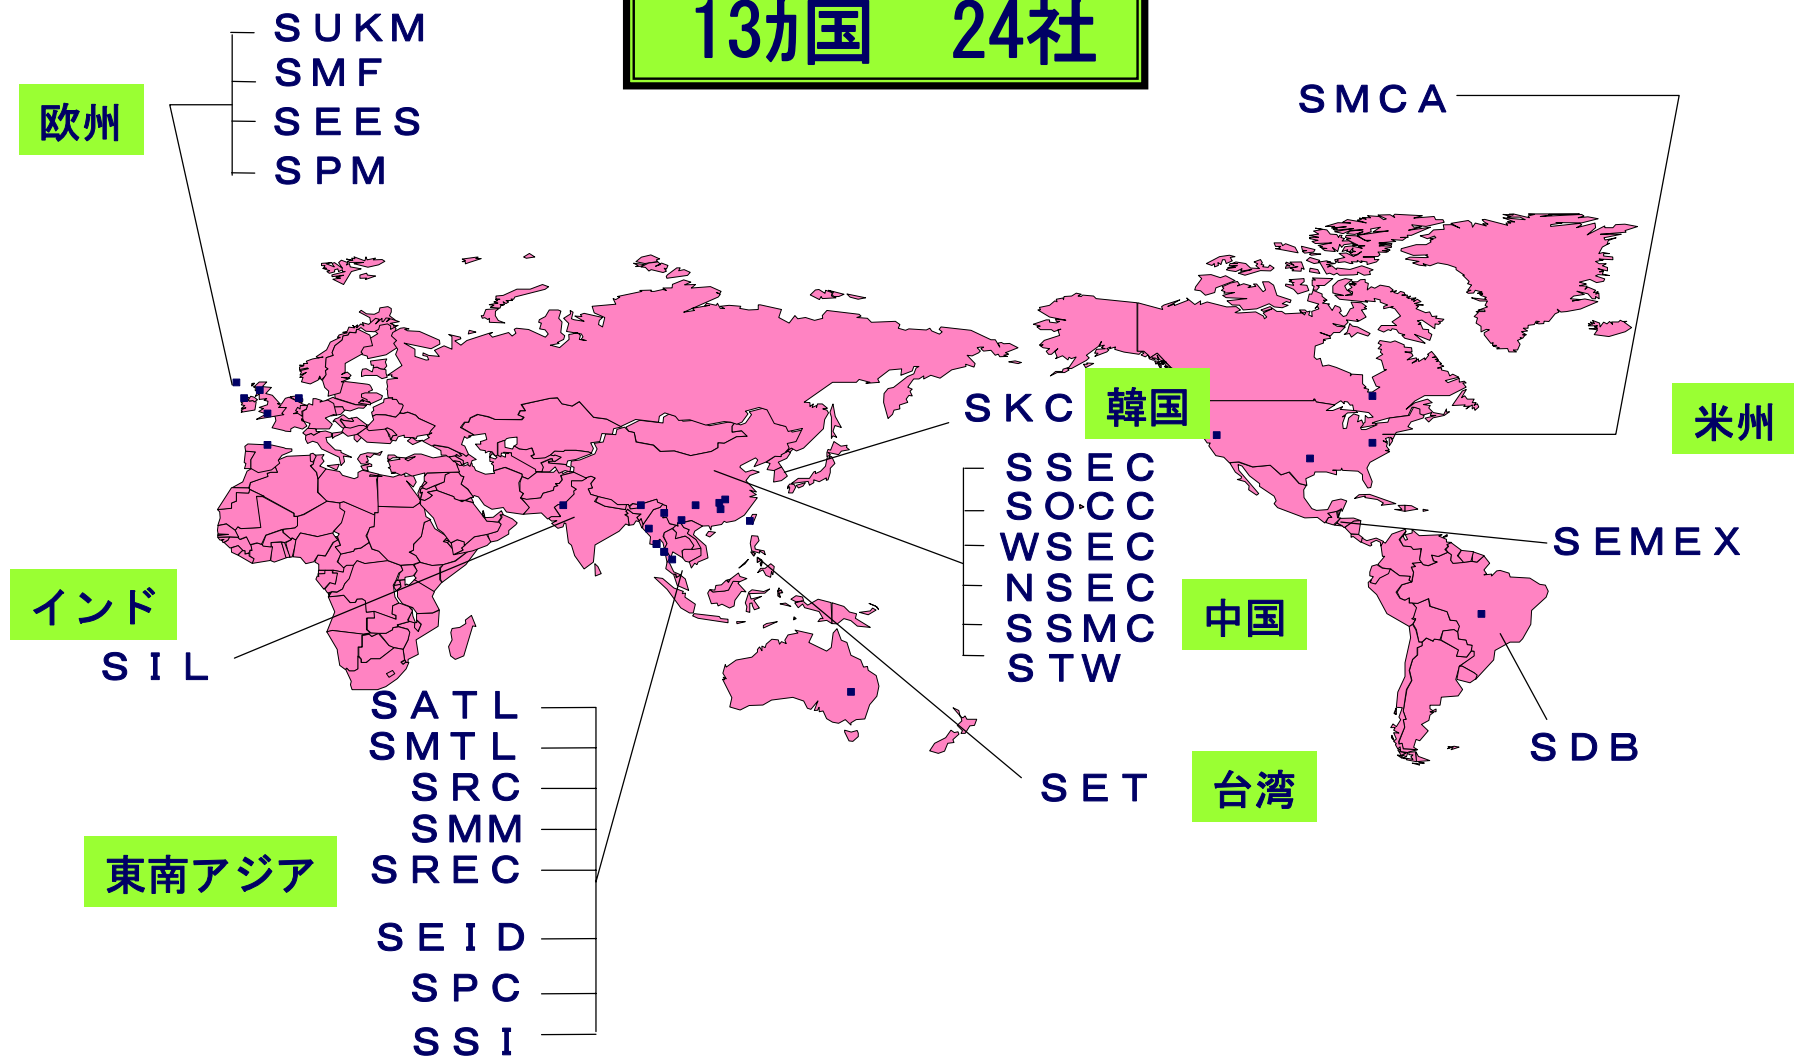 13ｶ国　24社
欧州
ＳＵＫＭ
ＳＭＦ
ＳＥＥＳ
ＳＰＭ
ＳＭＣＡ
米州
ＳＫＣ
韓国
ＳＳＥＣ
ＳＯＣＣ
ＷＳＥＣ
ＮＳＥＣ
ＳＳＭＣ
ＳＴＷ
中国
ＳＥＭＥＸ
インド
ＳＩＬ
ＳＤＢ
ＳＥＴ
台湾
東南アジア
ＳＡＴＬ
ＳＭＴＬ
ＳＲＣ
ＳＭＭ
ＳＲＥＣ
ＳＥＩＤ
ＳＰＣ
ＳＳＩ